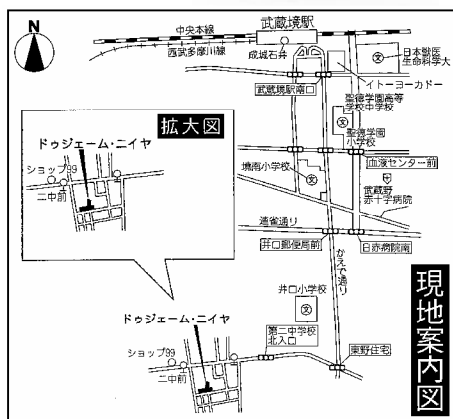 N
中央本線
武蔵境駅
西武多摩川線
成城石井
日本獣医
生命科学大
イトーヨーカドー
武蔵境駅南口
聖徳学園高等
学校中学校
聖徳学園
小学校
拡大図
ドゥジェーム・ニイヤ
ショップ99
二中前
境南小学校
血液センター前
武蔵野
赤十字病院
連雀通り
井口郵便局前
日赤病院南
かえで通り
井口小学校
ドゥジェーム・ニイヤ
第二中学校
北入口
ショップ99
二中前
東野住宅
現地案内図